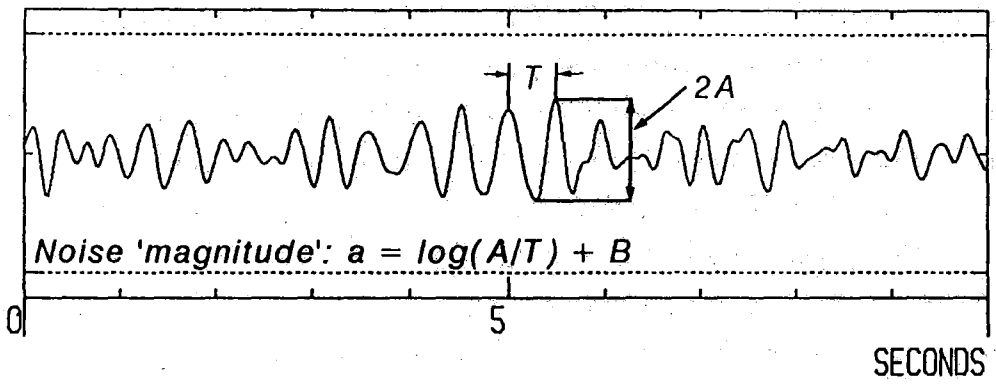 T
2A
Noise 'magnitude': a = log(A/T) + B
0
5
SECONDS